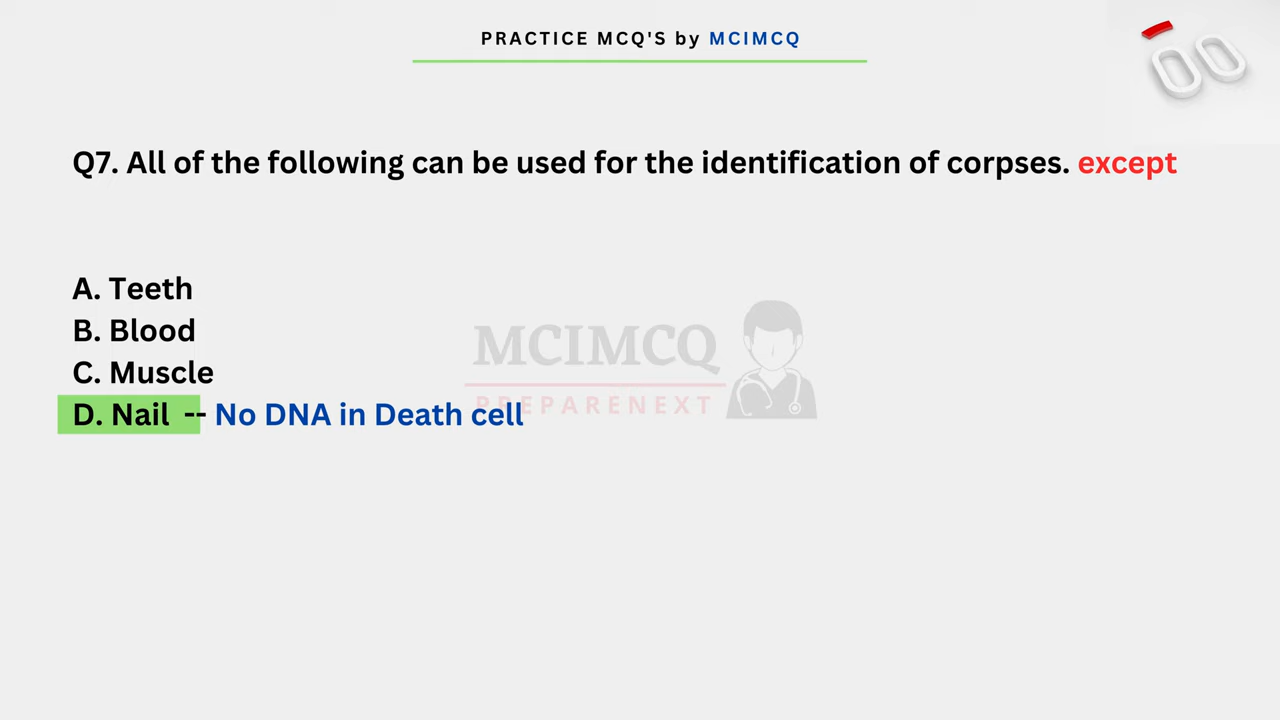 PRACTICE MCQ'S by MCIMCQ
00
Q7. All of the following can be used for the identification of corpses. except
A. Teeth
B. Blood
C. Muscle
D. Nail -- No DNA in Death cell
MCIMCQ
PREPARENEXT